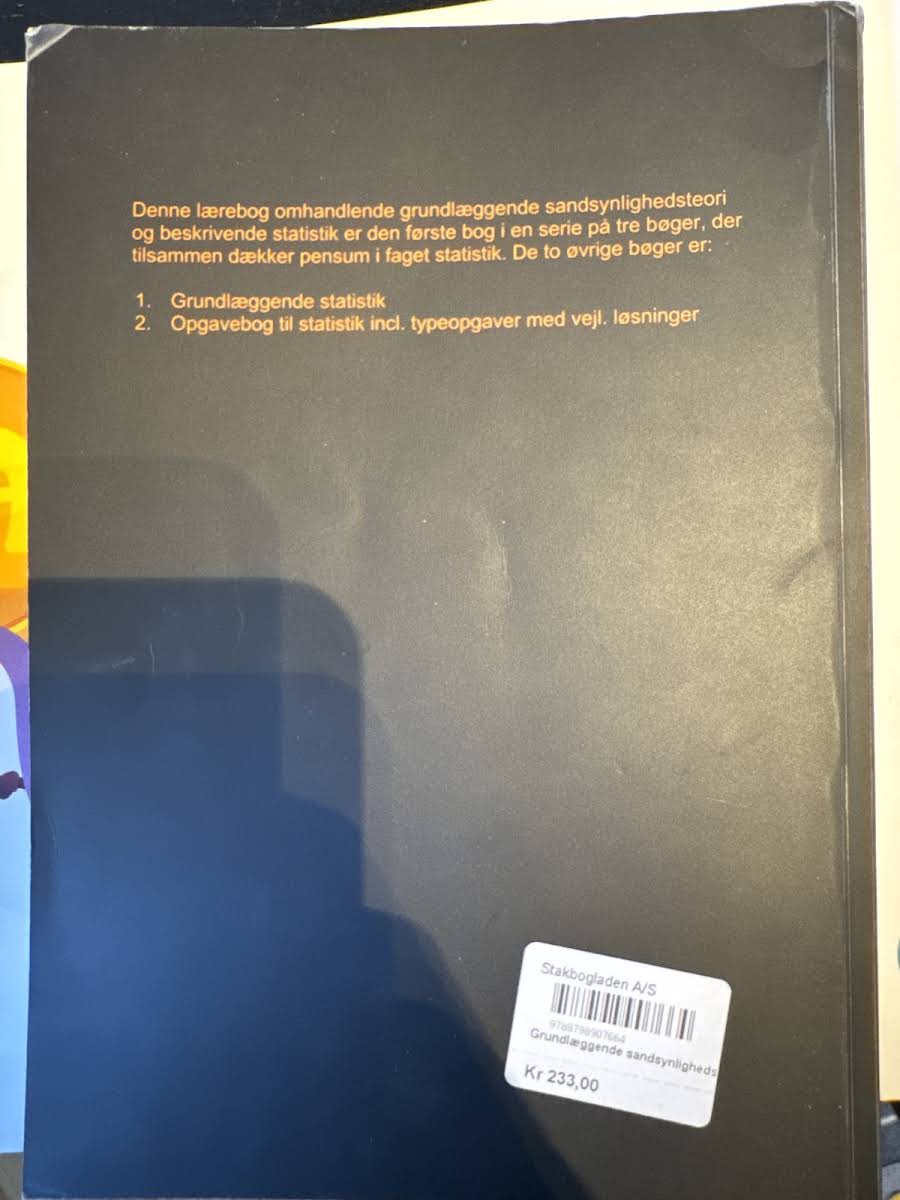 Denne lærebog omhandlende grundlæggende sandsynlighedsteori
og beskrivende statistik er den første bog i en serie på tre bøger, der
tilsammen dækker pensum i faget statistik. De to øvrige bøger er:
1. Grundlæggende statistik
2. Opgavebog til statistik incl. typeopgaver med vejl. løsninger
Stakbogladen A/S
9788798907664
Grundlæggende sandsynligheds
Kr 233,00